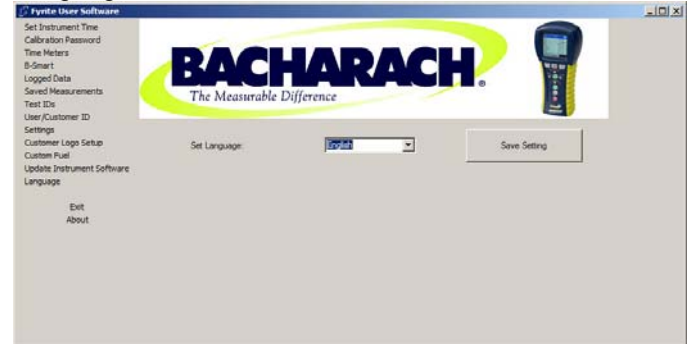 Fyrite User Software
Set Instrument Time
Calibration Password
Time Meters
B-Smart
Logged Data
Saved Measurements
Test IDs
User/Customer ID
Settings
Customer Logo Setup
Custom Fuel
Update Instrument Software
Language
Exit
About
BACHARACH®
The Measurable Difference
Set Language:
English
Save Setting